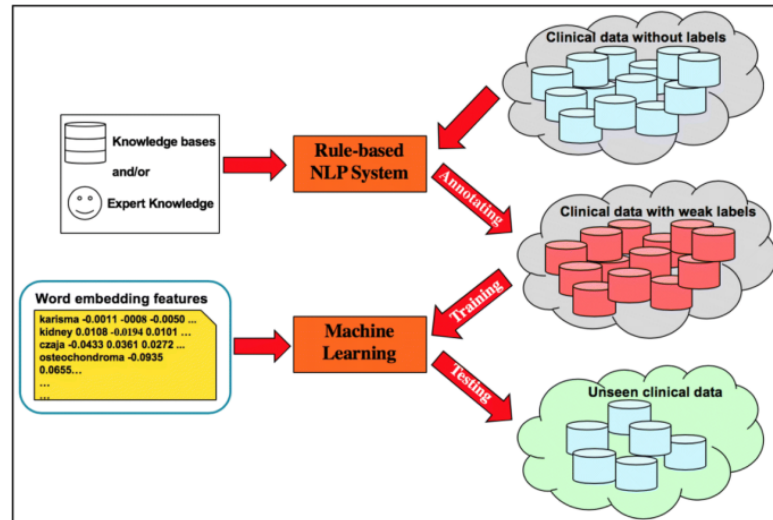 Clinical data without labels
Knowledge bases
and/or
Expert Knowledge
Rule-based
NLP System
Annotating
Clinical data with weak labels
Training
Word embedding features
karisma -0.0011 -0008 -0.0050 ...
kidney 0.0108 -0.0194 0.0101 ...
czaja -0.0433 0.0361 0.0272 ...
osteochondroma -0.0935
0.0655...
...
...
Machine
Learning
Testing
Unseen clinical data